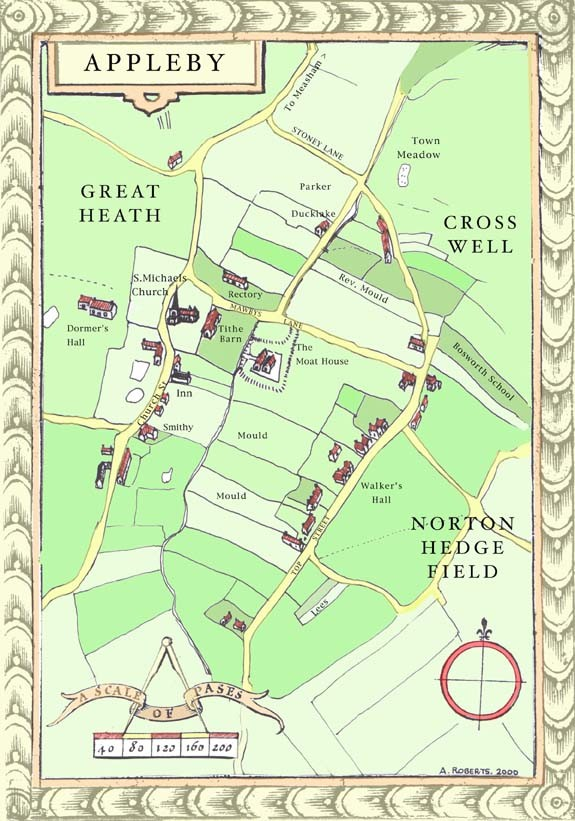 APPLEBY
To Measham >
STONEY LANE
Town
Meadow
Parker
GREAT
HEATH
Ducklake
CROSS
WELL
S.Michaels
Church
Rectory
Rev. Mould
MAWBYS LANE
Dormer's
Hall
Tithe
Barn
The
Moat House
Bosworth School
Inn
Church St
Smithy
Mould
Walker's
Hall
Mould
NORTON
HEDGE
FIELD
TOP STREET
Lees
A SCALE OF PASES
40 80 120 160 200
A. ROBERTS. 2000